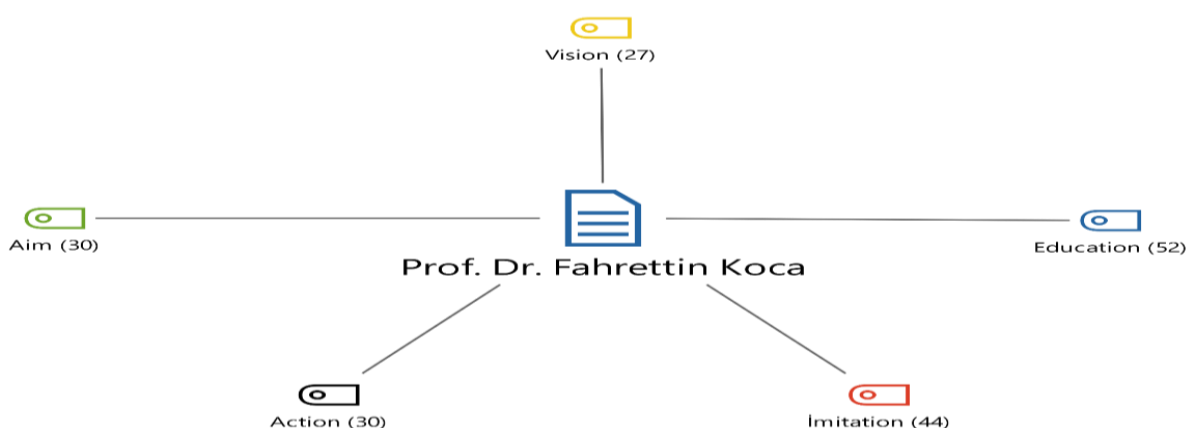 Vision (27)
Aim (30)
Education (52)
Prof. Dr. Fahrettin Koca
Action (30)
İmitation (44)